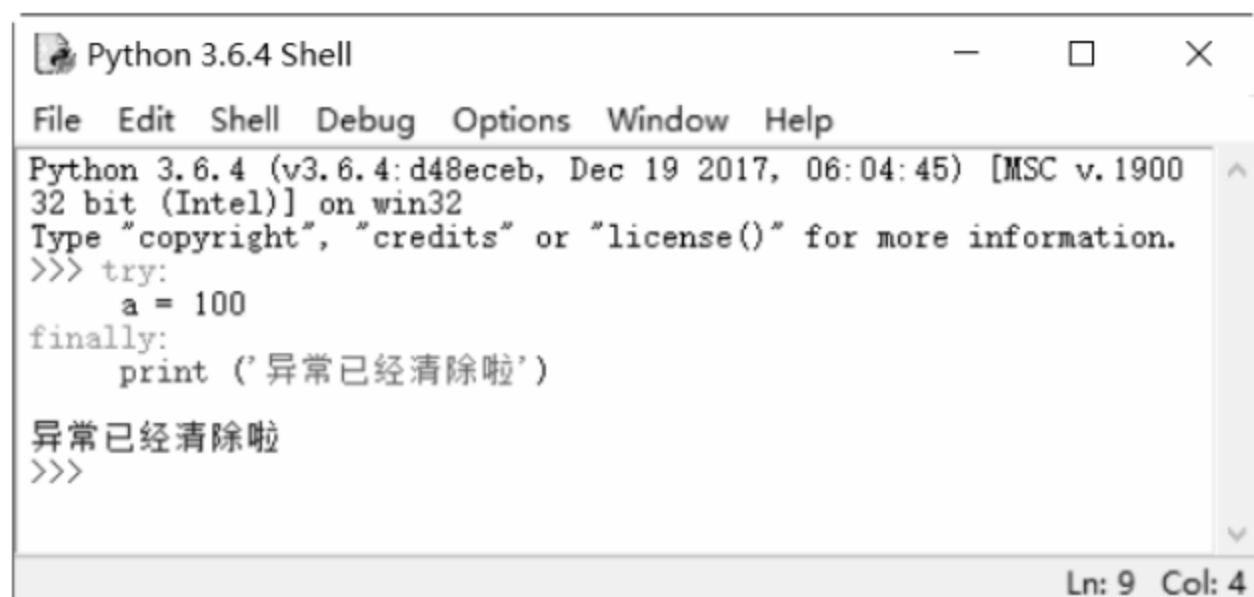 Python 3.6.4 Shell
File Edit Shell Debug Options Window Help
Python 3.6.4 (v3.6.4:d48eceb, Dec 19 2017, 06:04:45) [MSC v.1900
32 bit (Intel)] on win32
Type "copyright", "credits" or "license()" for more information.
>>> try:
     a = 100
finally:
     print ('异常已经清除啦')
异常已经清除啦
>>>
Ln: 9 Col: 4